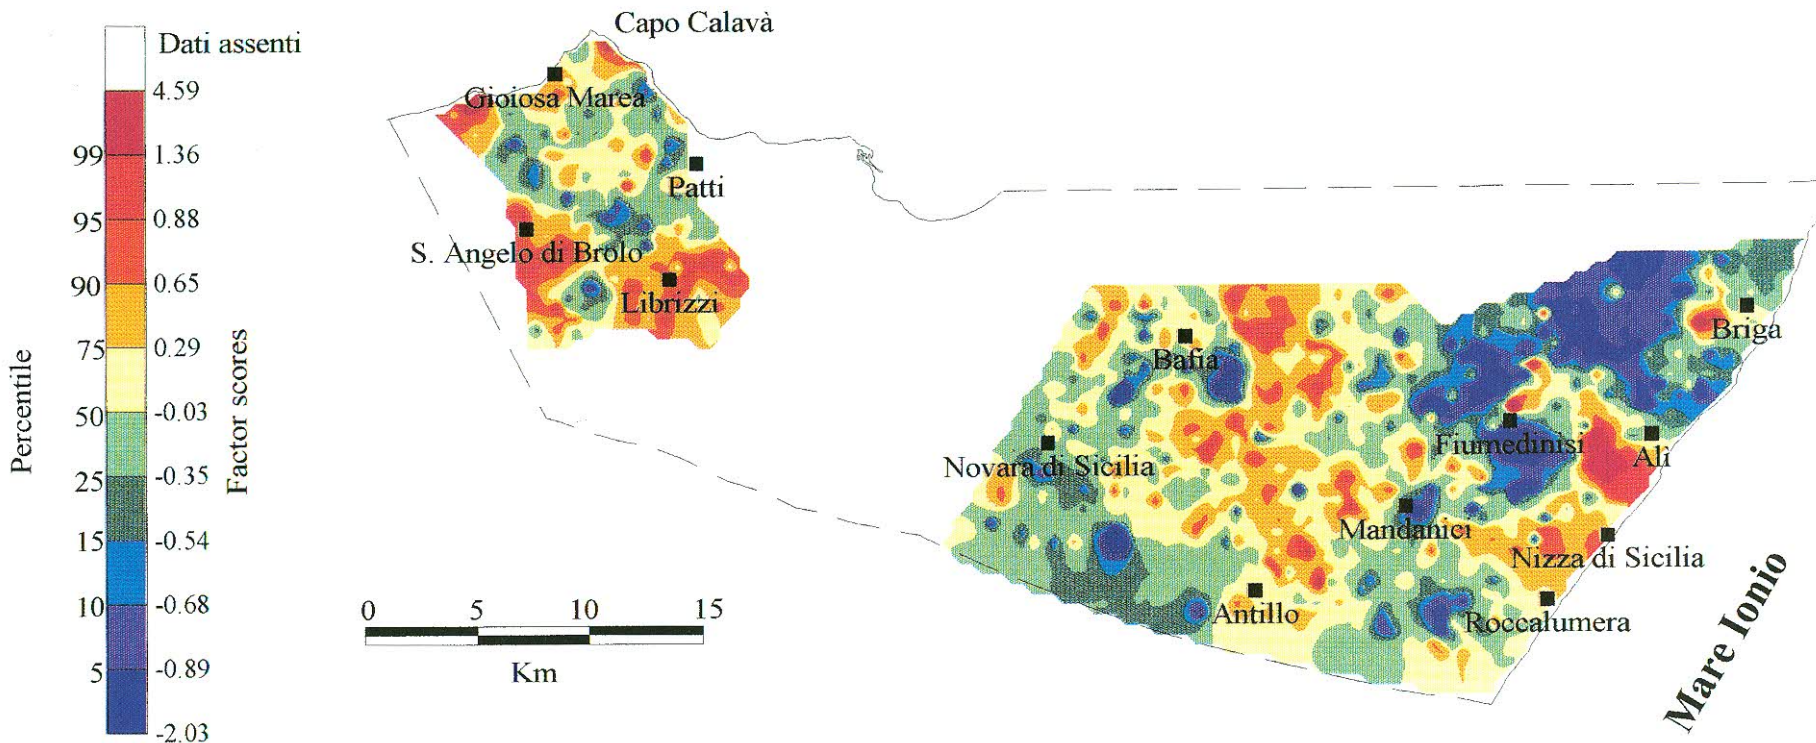 Dati assenti
4.59
99
1.36
95
0.88
90
0.65
75
0.29
50
-0.03
25
-0.35
15
-0.54
10
-0.68
5
-0.89
-2.03
Percentile
Factor scores
Capo Calavà
Gioiosa Marea
Patti
S. Angelo di Brolo
Librizzi
Bafia
Briga
Novara di Sicilia
Fiumedinisi
Alì
Mandanici
Nizza di Sicilia
Antillo
Roccalumera
0 5 10 15
Km
Mare Ionio